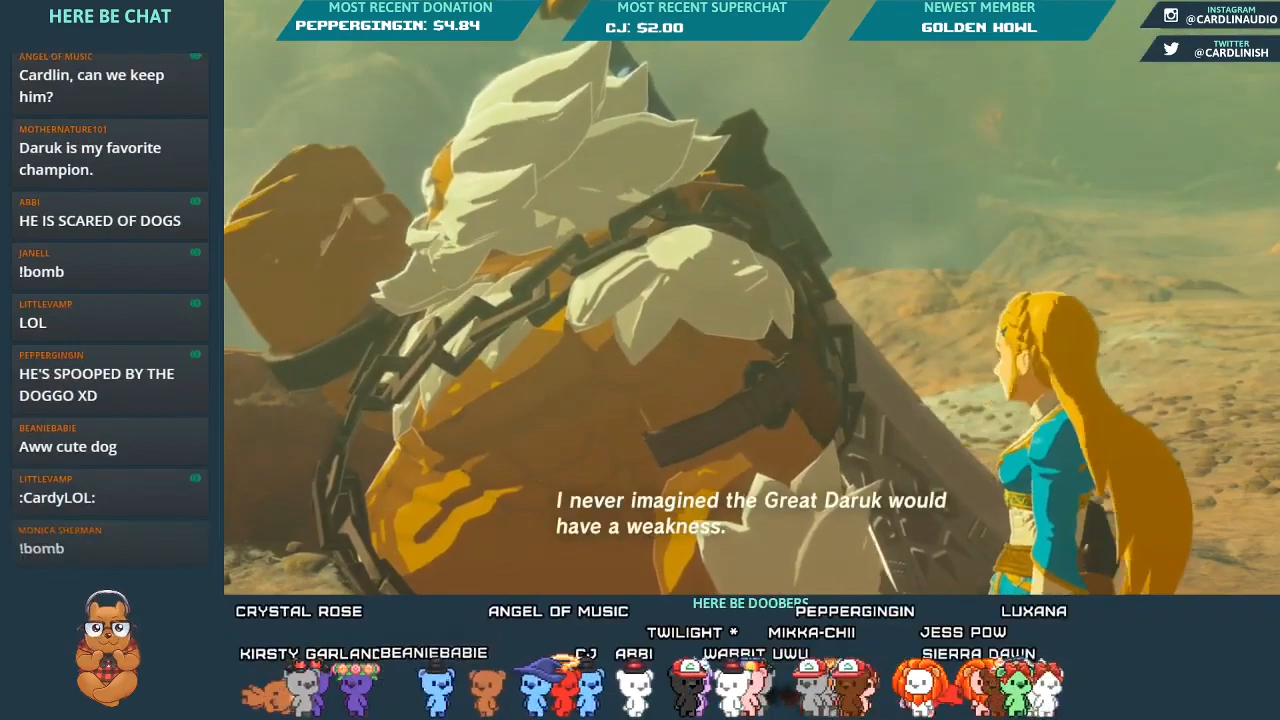 HERE BE CHAT
ANGEL OF MUSIC
Cardlin, can we keep
him?
MOTHERNATURE101
Daruk is my favorite
champion.
ABBI
HE IS SCARED OF DOGS
JANELL
!bomb
LITTLEVAMP
LOL
PEPPERGINGIN
HE'S SPOOPED BY THE
DOGGO XD
BEANIEBABIE
Aww cute dog
LITTLEVAMP
:CardyLOL:
MONICA SHERMAN
!bomb
MOST RECENT DONATION
PEPPERGINGIN: $4.84
MOST RECENT SUPERCHAT
CJ: $2.00
NEWEST MEMBER
GOLDEN HOWL
INSTAGRAM
@CARDLINAUDIO
TWITTER
@CARDLINISH
I never imagined the Great Daruk would
have a weakness.
HERE BE DOOBERS
CRYSTAL ROSE ANGEL OF MUSIC PEPPERGINGIN LUXANA
TWILIGHT * MIKKA-CHII JESS POW
KIRSTY GARLAND BEANIEBABIE CJ ABBI WABBIT UWU SIERRA DAWN